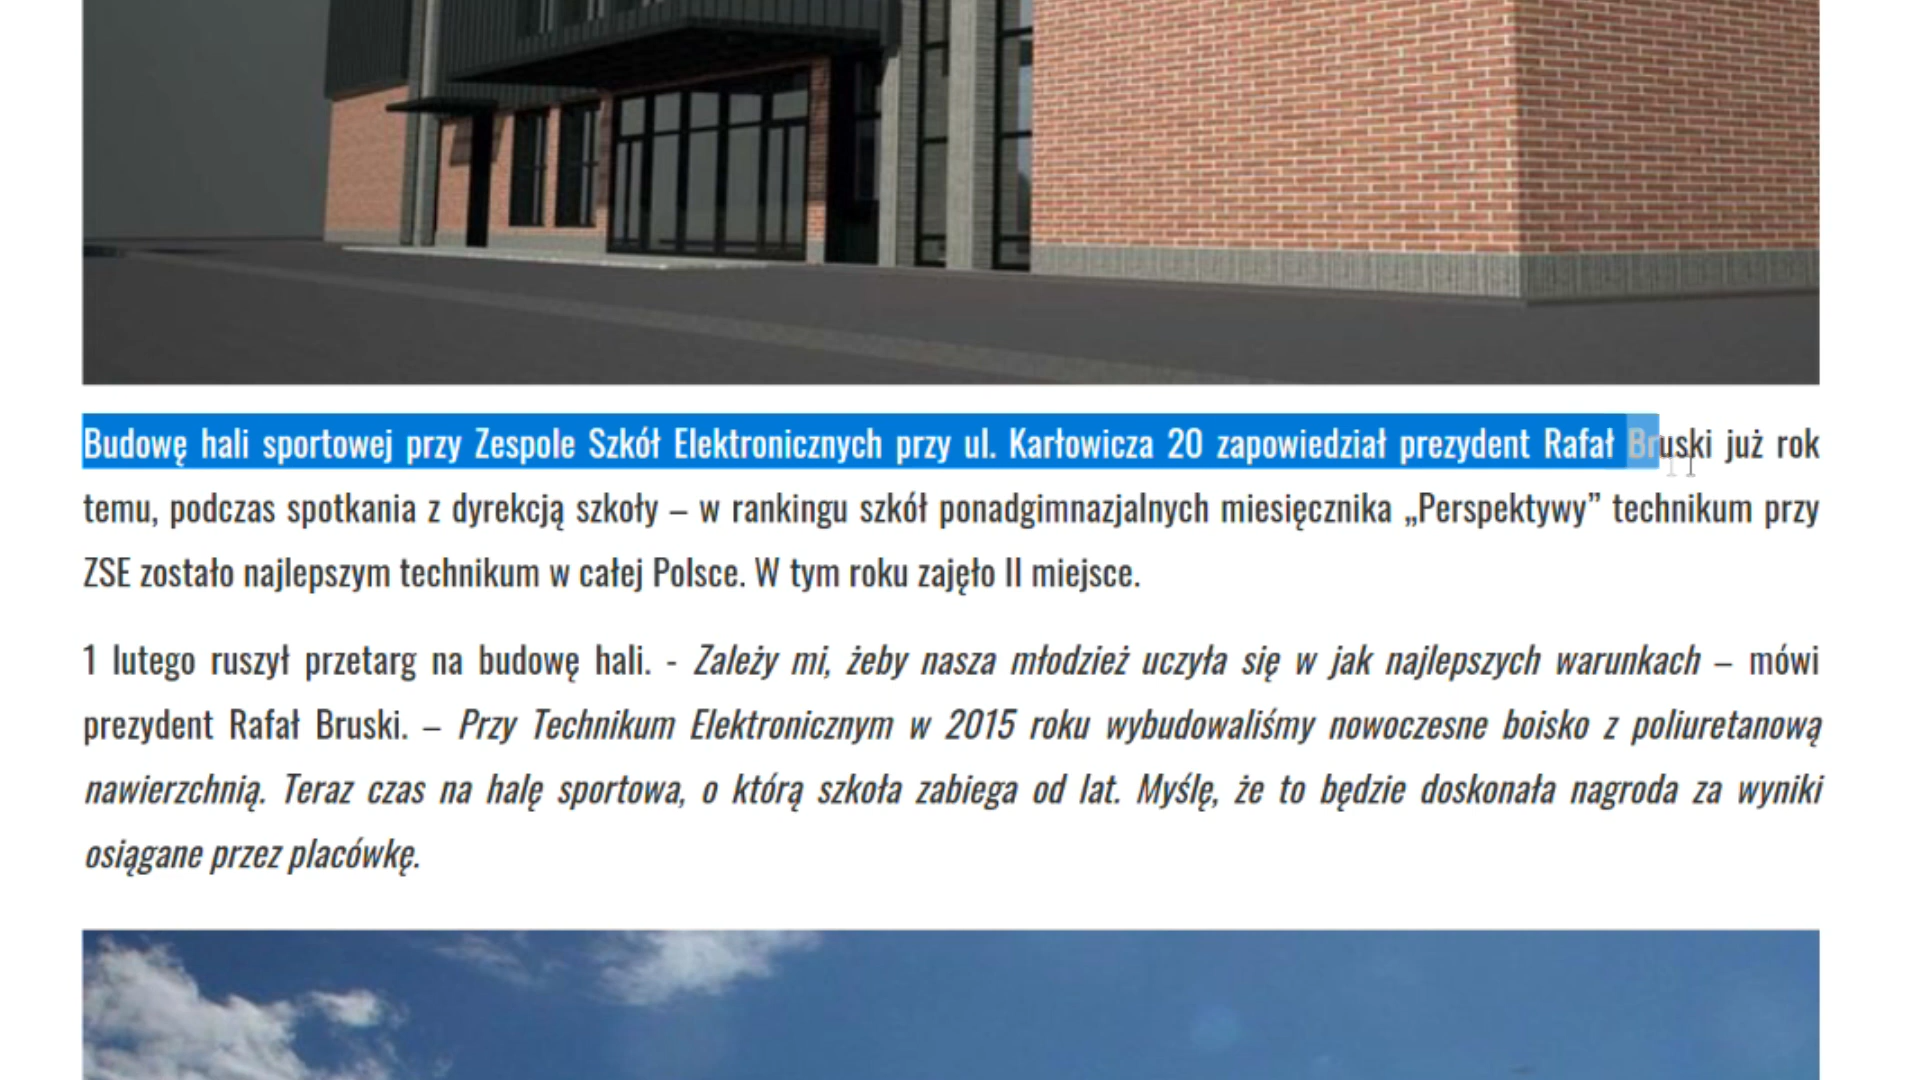 Budowę hali sportowej przy Zespole Szkół Elektronicznych przy ul. Karłowicza 20 zapowiedział prezydent Rafał Bruski już rok
temu, podczas spotkania z dyrekcją szkoły – w rankingu szkół ponadgimnazjalnych miesięcznika „Perspektywy” technikum przy
ZSE zostało najlepszym technikum w całej Polsce. W tym roku zajęło II miejsce.
1 lutego ruszył przetarg na budowę hali. - Zależy mi, żeby nasza młodzież uczyła się w jak najlepszych warunkach – mówi
prezydent Rafał Bruski. – Przy Technikum Elektronicznym w 2015 roku wybudowaliśmy nowoczesne boisko z poliuretanową
nawierzchnią. Teraz czas na halę sportowa, o którą szkoła zabiega od lat. Myślę, że to będzie doskonała nagroda za wyniki
osiągane przez placówkę.